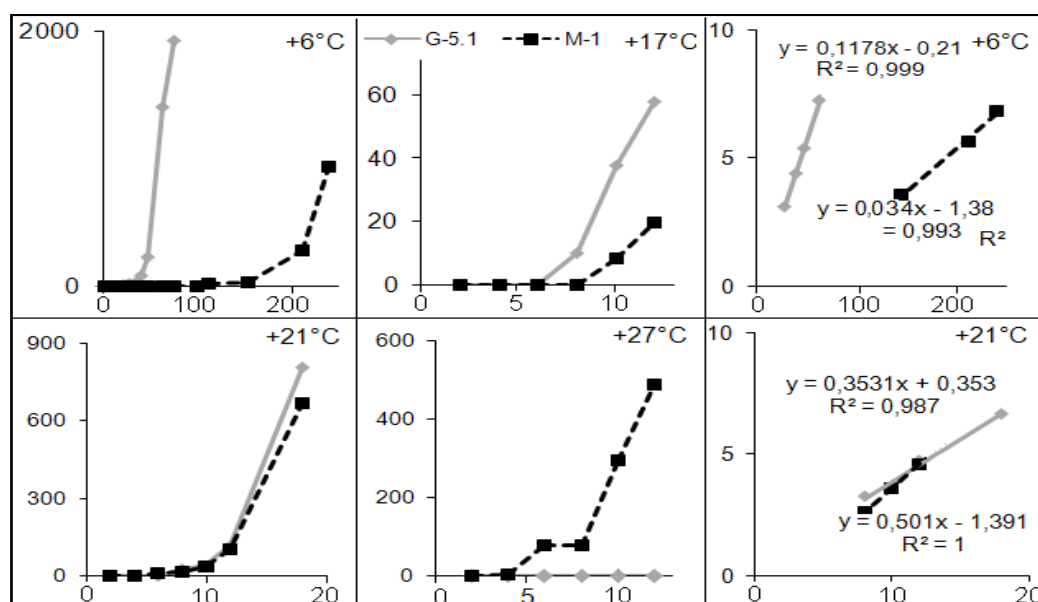 2000
+6°C
0
0
100
200
G-5.1
M-1
+17°C
60
40
20
0
0
5
10
10
+6°C
y = 0,1178x - 0,21
R² = 0,999
5
y = 0,034x - 1,38
= 0,993
R²
0
0
100
200
+21°C
900
600
300
0
0
10
20
+27°C
600
400
200
0
0
5
10
+21°C
10
y = 0,3531x + 0,353
R² = 0,987
5
y = 0,501x - 1,391
R² = 1
0
0
10
20